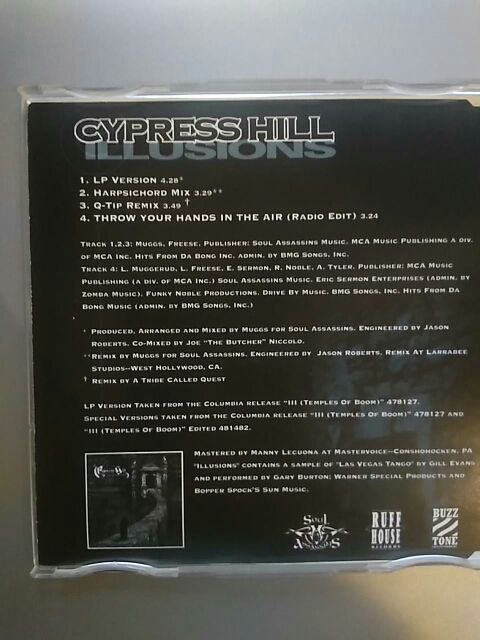 CYPRESS HILL
ILLUSIONS
1. LP VERSION 4.28*
2. HARPSICHORD MIX 3.29**
3. Q-TIP REMIX 3.49 †
4. THROW YOUR HANDS IN THE AIR (RADIO EDIT) 3.24
TRACK 1,2,3: MUGGS, FREESE. PUBLISHER: SOUL ASSASSINS MUSIC, MCA MUSIC PUBLISHING A DIV.
OF MCA INC. HITS FROM DA BONG INC. ADMIN. BY BMG SONGS, INC.
TRACK 4: L. MUGGERUD, L. FREESE, E. SERMON, R. NOBLE, A. TYLER. PUBLISHER: MCA MUSIC
PUBLISHING (A DIV. OF MCA INC.) SOUL ASSASSINS MUSIC. ERIC SERMON ENTERPRISES (ADMIN. BY
ZOMBA MUSIC). FUNKY NOBLE PRODUCTIONS, DRIVE BY MUSIC. BMG SONGS, INC. HITS FROM DA
BONG MUSIC (ADMIN. BY BMG SONGS, INC.)
* PRODUCED, ARRANGED AND MIXED BY MUGGS FOR SOUL ASSASSINS. ENGINEERED BY JASON
ROBERTS. CO-MIXED BY JOE "THE BUTCHER" NICCOLO.
**REMIX BY MUGGS FOR SOUL ASSASSINS. ENGINEERED BY JASON ROBERTS, REMIX AT LARRABEE
STUDIOS--WEST HOLLYWOOD, CA.
† REMIX BY A TRIBE CALLED QUEST
LP VERSION TAKEN FROM THE COLUMBIA RELEASE "III (TEMPLES OF BOOM)" 478127.
SPECIAL VERSIONS TAKEN FROM THE COLUMBIA RELEASE "III (TEMPLES OF BOOM)" 478127 AND
"III (TEMPLES OF BOOM)" EDITED 481482.
MASTERED BY MANNY LECUONA AT MASTERVOICE--CONSHOHOCKEN, PA
"ILLUSIONS" CONTAINS A SAMPLE OF "LAS VEGAS TANGO" BY GILL EVANS
AND PERFORMED BY GARY BURTON; WARNER SPECIAL PRODUCTS AND
BOPPER SPOCK'S SUN MUSIC.
CYPRESS HILL
SOUL ASSASSINS
RUFF HOUSE RECORDS
BUZZ TONE